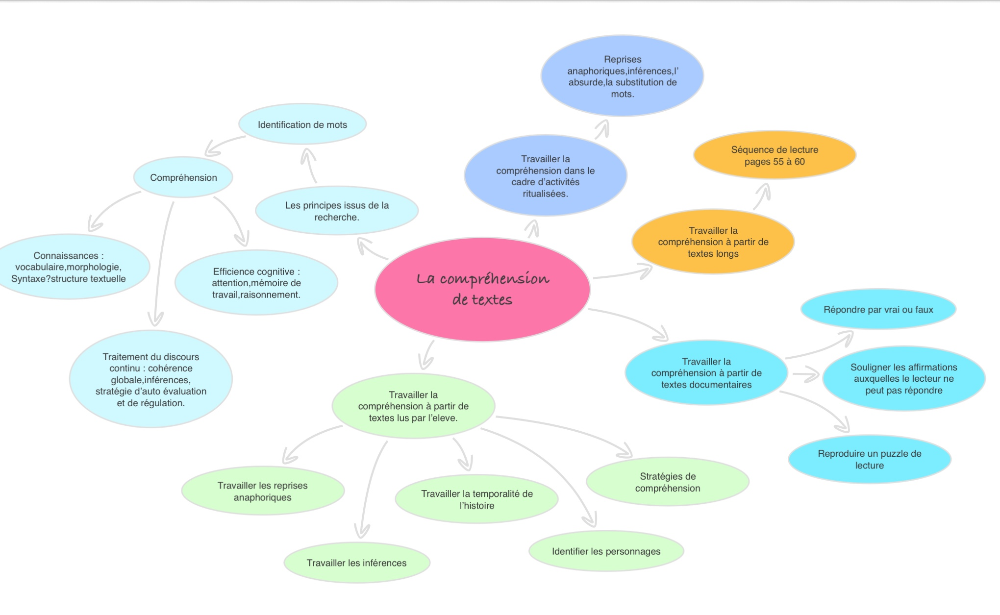 Reprises
anaphoriques,inférences,l’
absurde,la substitution de
mots.
Identification de mots
Travailler la
compréhension dans le
cadre d’activités
ritualisées.
Séquence de lecture
pages 55 à 60
Compréhension
Les principes issus de la
recherche.
Travailler la
compréhension à partir de
textes longs
Connaissances :
vocabulaire,morphologie,
Syntaxe?structure textuelle
Efficience cognitive :
attention,mémoire de
travail,raisonnement.
La compréhension
de textes
Répondre par vrai ou faux
Traitement du discours
continu : cohérence
globale,inférences,
stratégie d’auto évaluation
et de régulation.
Travailler la
compréhension à partir de
textes documentaires
Souligner les affirmations
auxquelles le lecteur ne
peut pas répondre
Travailler la
compréhension à partir de
textes lus par l’eleve.
Reproduire un puzzle de
lecture
Travailler les reprises
anaphoriques
Travailler la temporalité de
l’histoire
Stratégies de
compréhension
Travailler les inférences
Identifier les personnages